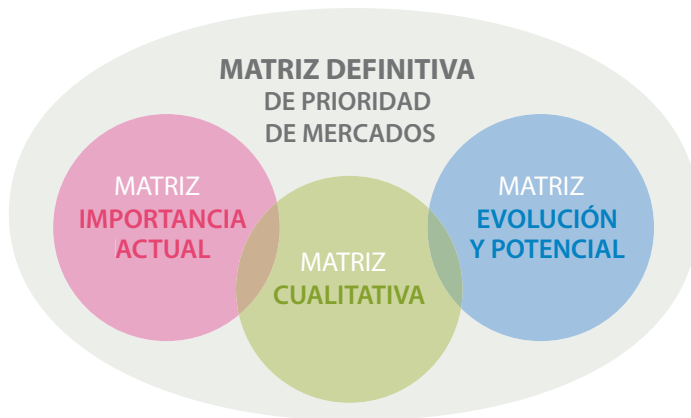 MATRIZ DEFINITIVA
DE PRIORIDAD
DE MERCADOS
MATRIZ
IMPORTANCIA
ACTUAL
MATRIZ
CUALITATIVA
MATRIZ
EVOLUCIÓN
Y POTENCIAL